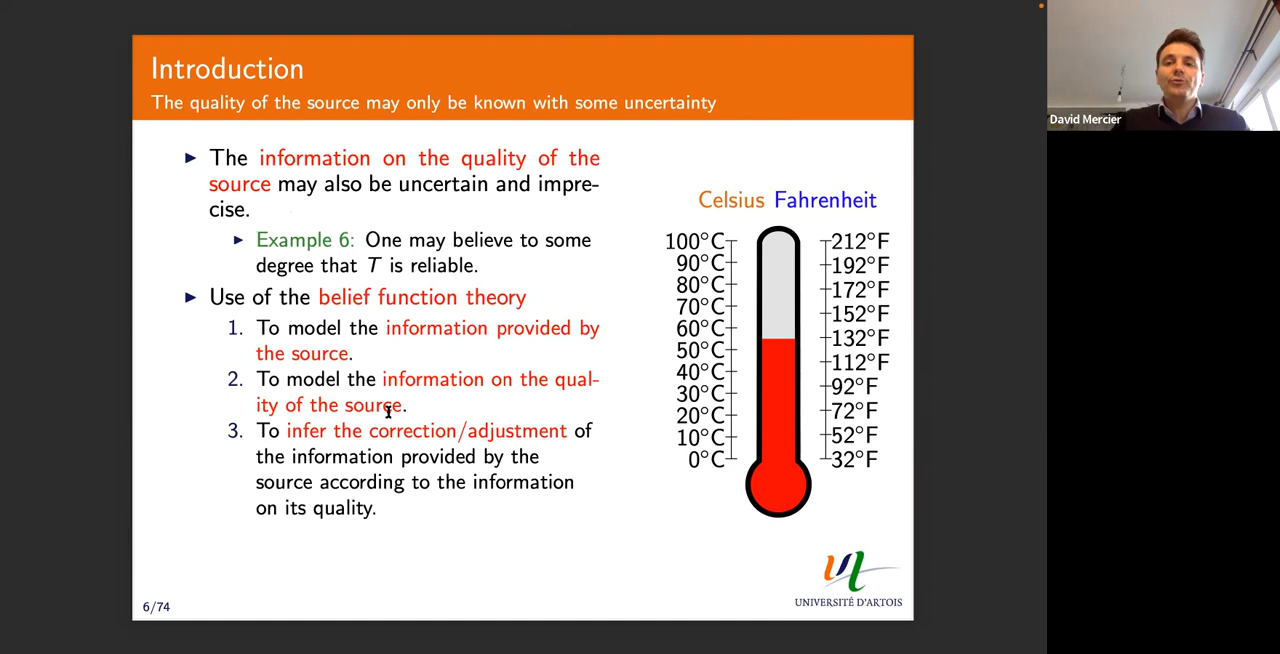 Introduction
The quality of the source may only be known with some uncertainty
David Mercier
► The information on the quality of the
source may also be uncertain and impre-
cise.
► Example 6: One may believe to some
degree that T is reliable.
► Use of the belief function theory
1. To model the information provided by
the source.
2. To model the information on the qual-
ity of the source.
3. To infer the correction/adjustment of
the information provided by the
source according to the information
on its quality.
Celsius Fahrenheit
100°C 212°F
90°C 192°F
80°C 172°F
70°C 152°F
60°C 132°F
50°C 112°F
40°C 92°F
30°C 72°F
20°C 52°F
10°C 32°F
0°C
UNIVERSITÉ D'ARTOIS
6/74